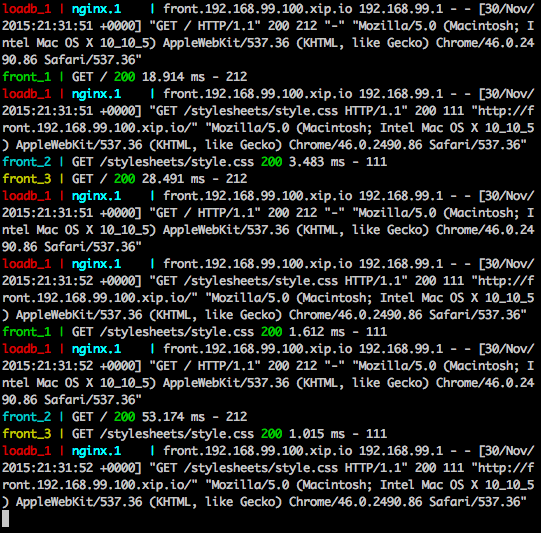 loadb_1 | nginx.1    | front.192.168.99.100.xip.io 192.168.99.1 - - [30/Nov/
2015:21:31:51 +0000] "GET / HTTP/1.1" 200 212 "-" "Mozilla/5.0 (Macintosh; I
ntel Mac OS X 10_10_5) AppleWebKit/537.36 (KHTML, like Gecko) Chrome/46.0.24
90.86 Safari/537.36"
front_1 | GET / 200 18.914 ms - 212
loadb_1 | nginx.1    | front.192.168.99.100.xip.io 192.168.99.1 - - [30/Nov/
2015:21:31:51 +0000] "GET /stylesheets/style.css HTTP/1.1" 200 111 "http://f
ront.192.168.99.100.xip.io/" "Mozilla/5.0 (Macintosh; Intel Mac OS X 10_10_5
) AppleWebKit/537.36 (KHTML, like Gecko) Chrome/46.0.2490.86 Safari/537.36"
front_2 | GET /stylesheets/style.css 200 3.483 ms - 111
front_3 | GET / 200 28.491 ms - 212
loadb_1 | nginx.1    | front.192.168.99.100.xip.io 192.168.99.1 - - [30/Nov/
2015:21:31:51 +0000] "GET / HTTP/1.1" 200 212 "-" "Mozilla/5.0 (Macintosh; I
ntel Mac OS X 10_10_5) AppleWebKit/537.36 (KHTML, like Gecko) Chrome/46.0.24
90.86 Safari/537.36"
loadb_1 | nginx.1    | front.192.168.99.100.xip.io 192.168.99.1 - - [30/Nov/
2015:21:31:52 +0000] "GET /stylesheets/style.css HTTP/1.1" 200 111 "http://f
ront.192.168.99.100.xip.io/" "Mozilla/5.0 (Macintosh; Intel Mac OS X 10_10_5
) AppleWebKit/537.36 (KHTML, like Gecko) Chrome/46.0.2490.86 Safari/537.36"
front_1 | GET /stylesheets/style.css 200 1.612 ms - 111
loadb_1 | nginx.1    | front.192.168.99.100.xip.io 192.168.99.1 - - [30/Nov/
2015:21:31:52 +0000] "GET / HTTP/1.1" 200 212 "-" "Mozilla/5.0 (Macintosh; I
ntel Mac OS X 10_10_5) AppleWebKit/537.36 (KHTML, like Gecko) Chrome/46.0.24
90.86 Safari/537.36"
front_2 | GET / 200 53.174 ms - 212
front_3 | GET /stylesheets/style.css 200 1.015 ms - 111
loadb_1 | nginx.1    | front.192.168.99.100.xip.io 192.168.99.1 - - [30/Nov/
2015:21:31:52 +0000] "GET /stylesheets/style.css HTTP/1.1" 200 111 "http://f
ront.192.168.99.100.xip.io/" "Mozilla/5.0 (Macintosh; Intel Mac OS X 10_10_5
) AppleWebKit/537.36 (KHTML, like Gecko) Chrome/46.0.2490.86 Safari/537.36"